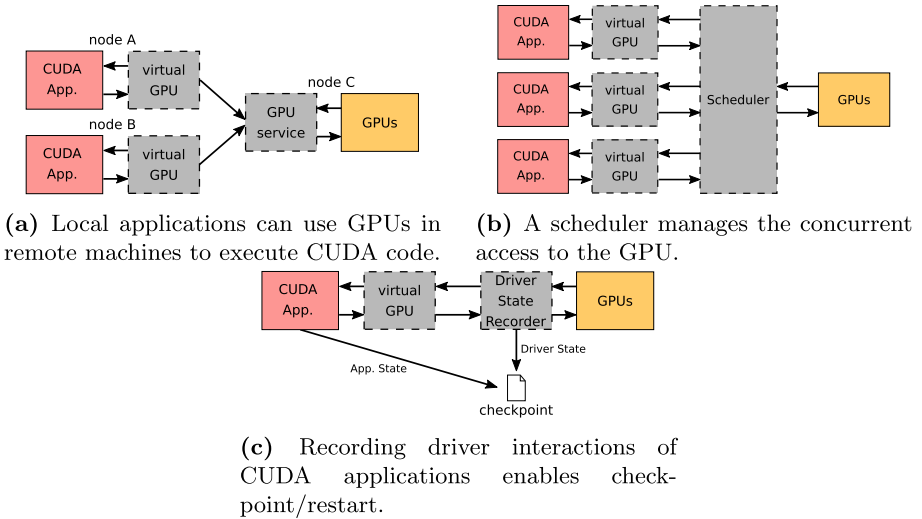 node A
CUDA
App.
virtual
GPU
node B
CUDA
App.
virtual
GPU
node C
GPU
service
GPUs
(a) Local applications can use GPUs in
remote machines to execute CUDA code.
CUDA
App.
virtual
GPU
CUDA
App.
virtual
GPU
CUDA
App.
virtual
GPU
Scheduler
GPUs
(b) A scheduler manages the concurrent
access to the GPU.
CUDA
App.
virtual
GPU
Driver
State
Recorder
GPUs
App. State
Driver State
checkpoint
(c) Recording driver interactions of
CUDA applications enables check-
point/restart.